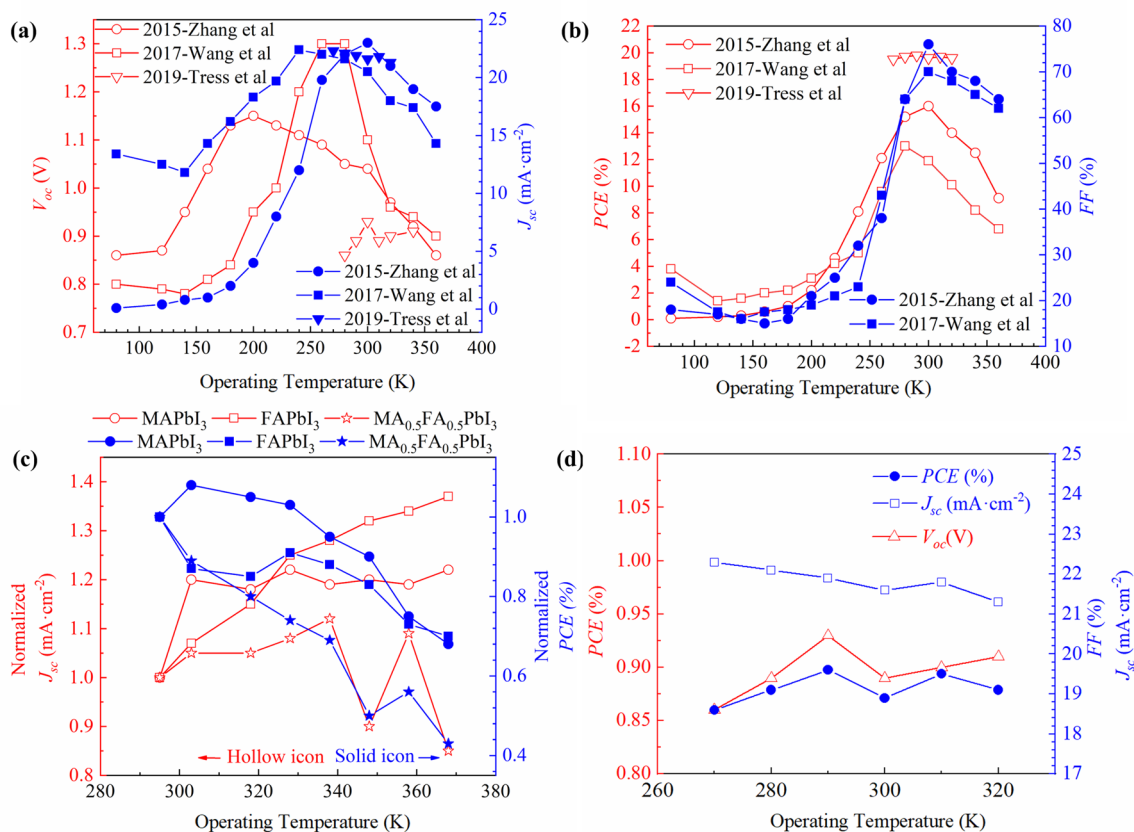 (a)
2015-Zhang et al
2017-Wang et al
2019-Tress et al
1.3
1.2
1.1
1.0
0.9
0.8
0.7
V_oc (V)
25
20
15
10
5
0
J_sc (mA·cm⁻²)
2015-Zhang et al
2017-Wang et al
2019-Tress et al
100 150 200 250 300 350 400
Operating Temperature (K)
(b)
2015-Zhang et al
2017-Wang et al
2019-Tress et al
22
20
18
16
14
12
10
8
6
4
2
0
-2
PCE (%)
80
70
60
50
40
30
20
10
FF (%)
2015-Zhang et al
2017-Wang et al
100 150 200 250 300 350 400
Operating Temperature (K)
MAPbI₃ FAPbI₃ MA₀.₅FA₀.₅PbI₃
MAPbI₃ FAPbI₃ MA₀.₅FA₀.₅PbI₃
(c)
1.4
1.3
1.2
1.1
1.0
0.9
0.8
Normalized
J_sc (mA·cm⁻²)
1.0
0.8
0.6
0.4
Normalized
PCE (%)
Hollow icon Solid icon
280 300 320 340 360 380
Operating Temperature (K)
(d)
PCE (%)
J_sc (mA·cm⁻²)
V_oc(V)
1.10
1.05
1.00
0.95
0.90
0.85
0.80
PCE (%)
25
24
23
22
21
20
19
18
17
FF (%)
J_sc (mA·cm⁻²)
260 280 300 320
Operating Temperature (K)